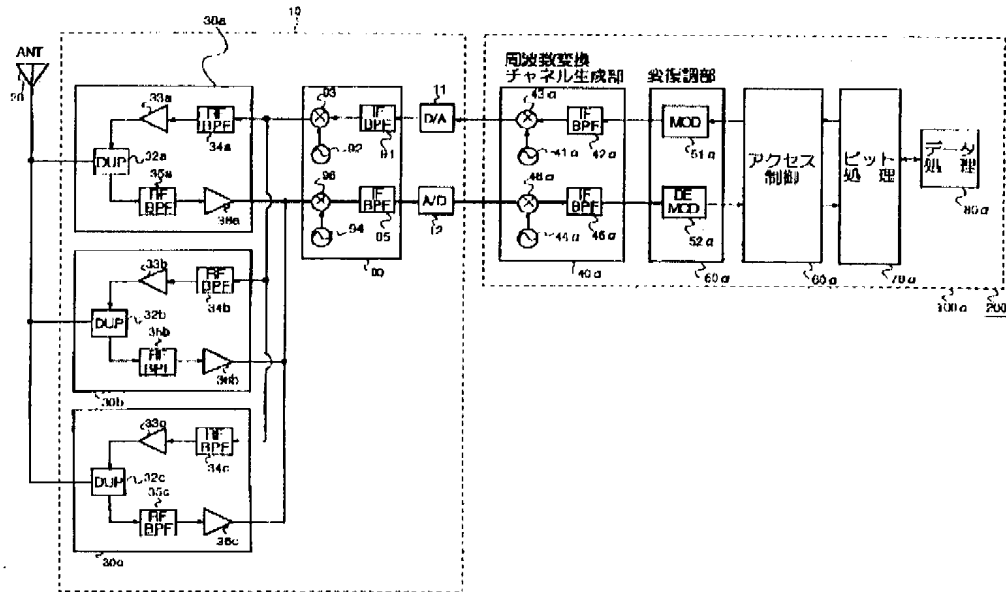 10
30a
ANT
20
33a
RF
BPF
34a
DUP
32a
35a
RF
BPF
36a
93
92
IF
BPF
91
11
D/A
96
94
IF
BPF
95
A/D
12
90
周波数変換
チャネル生成部
変復調部
43a
41a
IF
BPF
42a
MOD
51a
46a
44a
IF
BPF
45a
DE
MOD
52a
40a
60a
アクセス
制御
60a
ビット
処 理
70a
データ
処 理
80a
100a
200
33b
RF
BPF
34b
DUP
32b
35b
RF
BPF
36b
30b
33c
RF
BPF
34c
DUP
32c
35c
RF
BPF
36c
30c